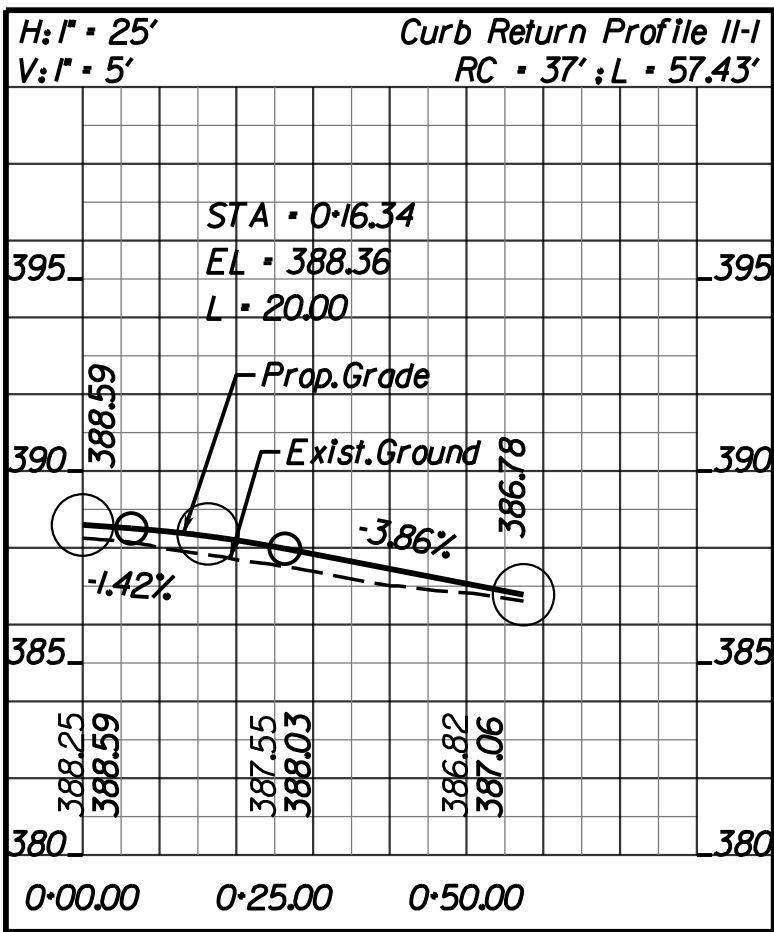 H: 1" = 25' Curb Return Profile II-I
V: 1" = 5' RC = 37' ; L = 57.43'
STA = 0+16.34
EL = 388.36
L = 20.00
395 395
388.59
Prop. Grade
390 390
Exist. Ground
386.78
-3.86%
-1.42%
385 385
388.25 387.55 386.82
388.59 388.03 387.06
380 380
0+00.00 0+25.00 0+50.00